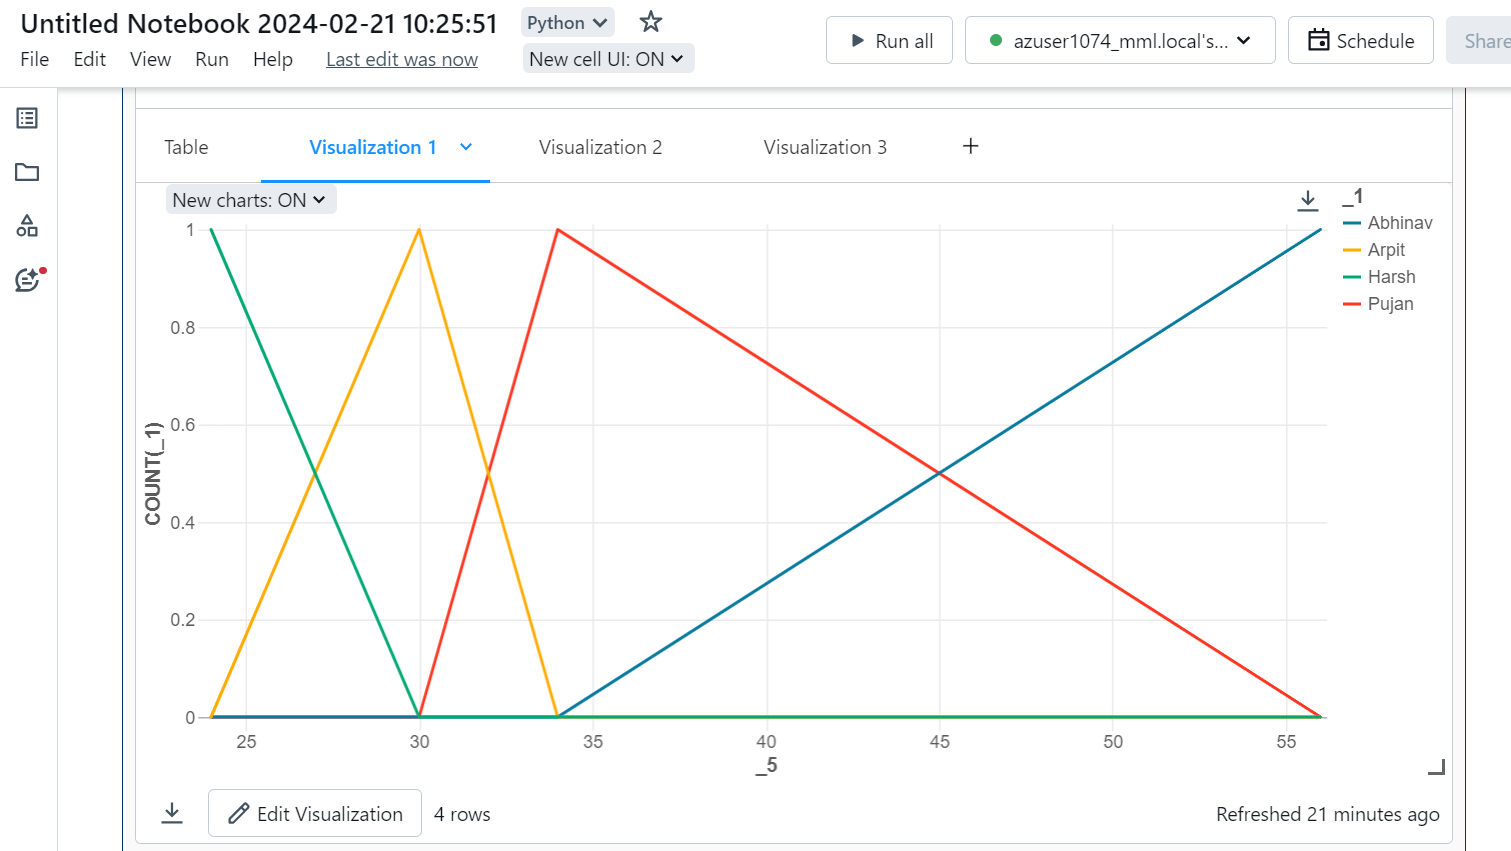 Untitled Notebook 2024-02-21 10:25:51 Python
File Edit View Run Help Last edit was now New cell UI: ON
Run all azuser1074_mml.local's... Schedule Share
Table Visualization 1 Visualization 2 Visualization 3 +
New charts: ON
_1
Abhinav
Arpit
Harsh
Pujan
COUNT(_1)
1
0.8
0.6
0.4
0.2
0
25 30 35 40 45 50 55
_5
Edit Visualization 4 rows Refreshed 21 minutes ago